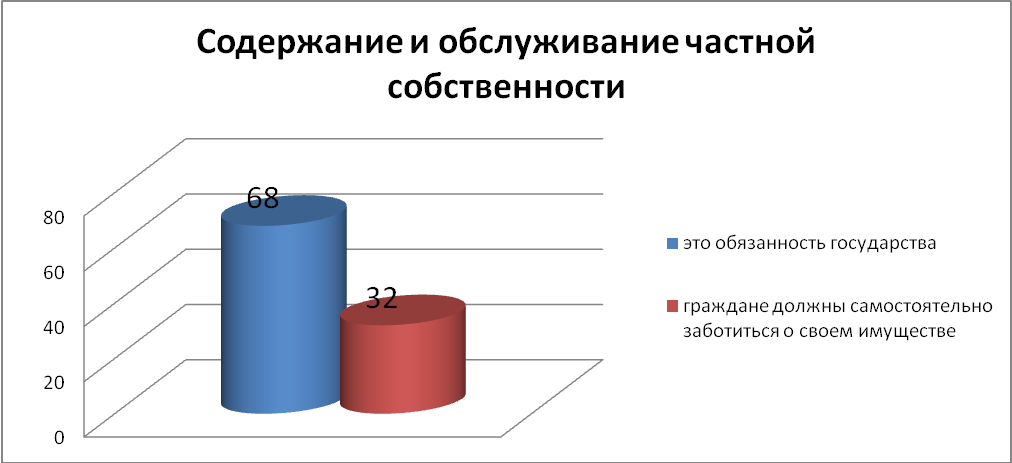 Содержание и обслуживание частной
собственности
68
32
80
60
40
20
0
это обязанность государства
граждане должны самостоятельно
заботиться о своем имуществе